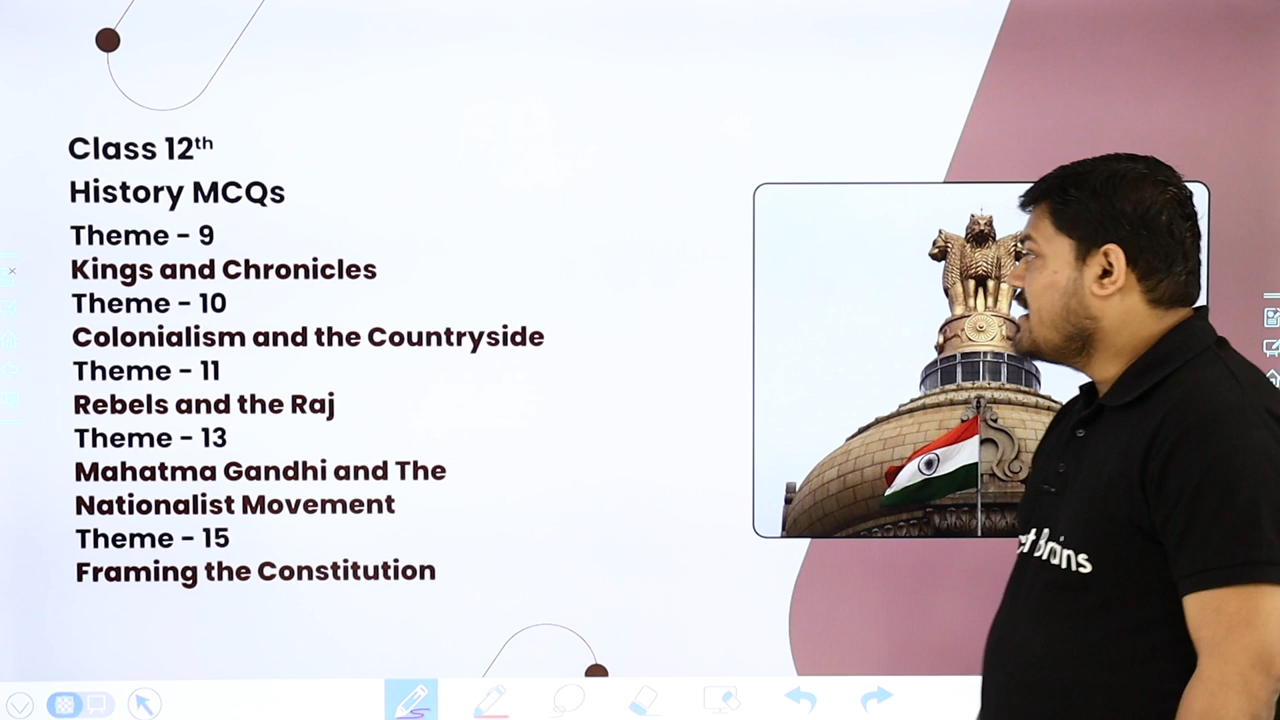 Class 12th
History MCQs
Theme - 9
Kings and Chronicles
Theme - 10
Colonialism and the Countryside
Theme - 11
Rebels and the Raj
Theme - 13
Mahatma Gandhi and The
Nationalist Movement
Theme - 15
Framing the Constitution
Brains